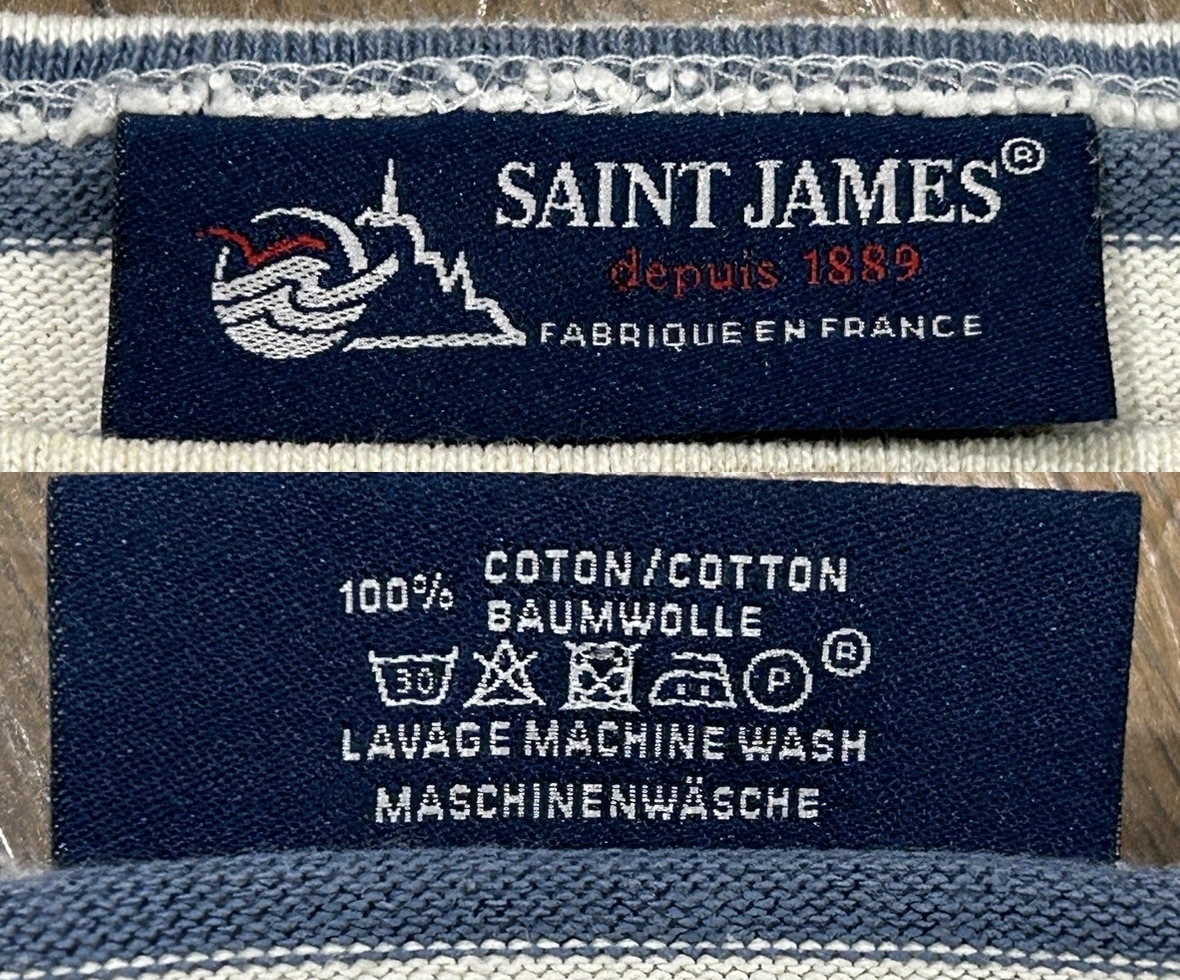 SAINT JAMES®
depuis 1889
FABRIQUE EN FRANCE
100% COTON/COTTON
BAUMWOLLE
30 P ®
LAVAGE MACHINE WASH
MASCHINENWÄSCHE